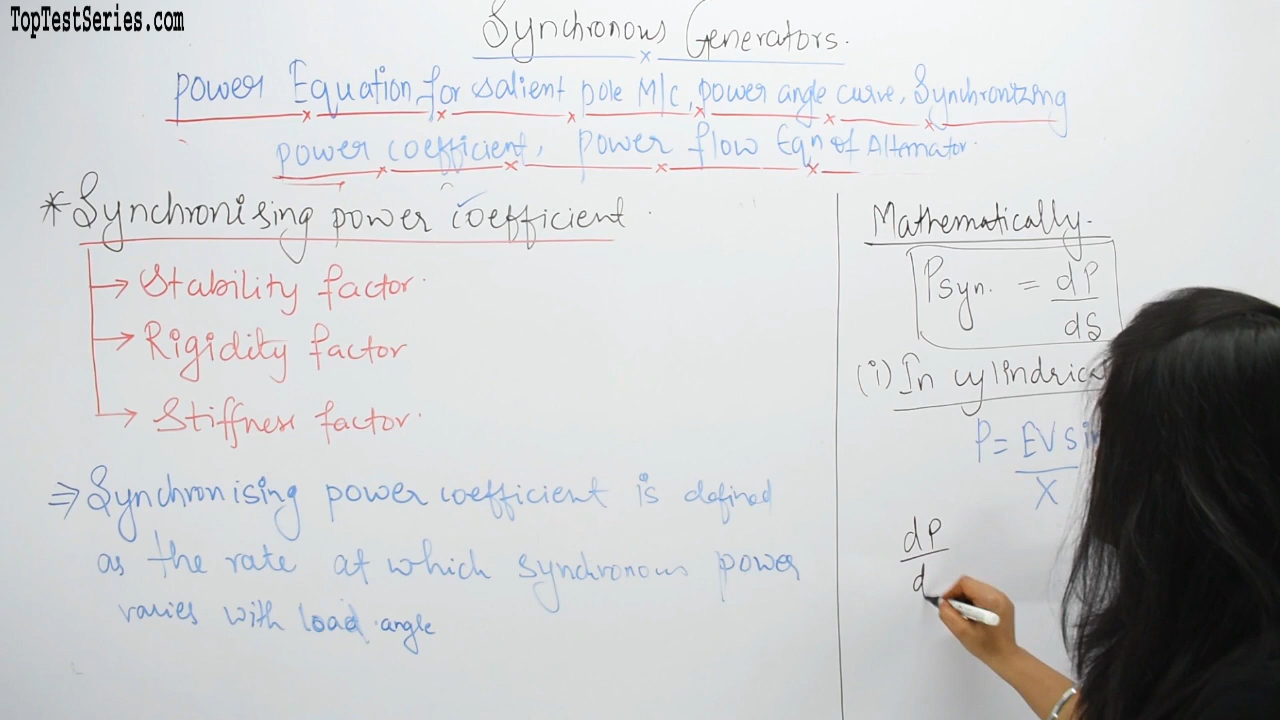 TopTestSeries.com
Synchronous Generators.
Power Equation for salient pole M/c, power angle curve, Synchronizing
power coefficient, power flow Eqn of Alternator.
*Synchronising power coefficient.
→ Stability factor.
→ Rigidity factor
→ Stiffness factor.
⇒ Synchronising power coefficient is defined
as the rate at which synchronous power
varies with load angle
Mathematically.
Psyn. = dP/dδ
(i) In cylindrica
P = EV sin
X
dP
d